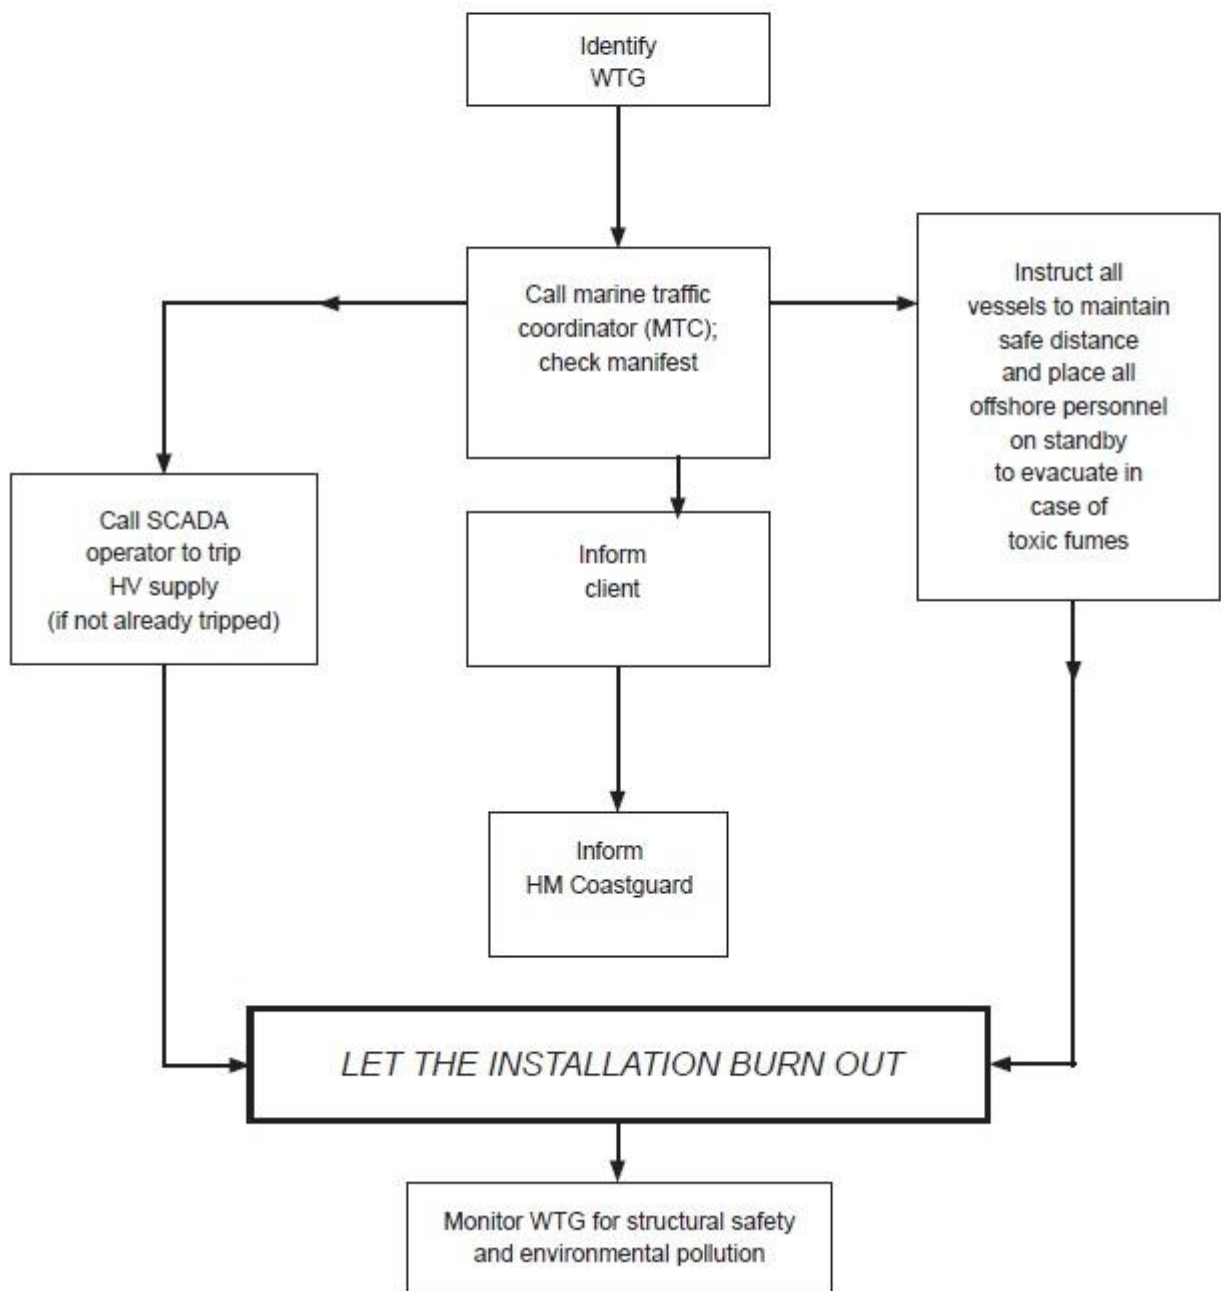 Identify
WTG
Call marine traffic
coordinator (MTC);
check manifest
Instruct all
vessels to maintain
safe distance
and place all
offshore personnel
on standby
to evacuate in
case of
toxic fumes
Call SCADA
operator to trip
HV supply
(if not already tripped)
Inform
client
Inform
HM Coastguard
LET THE INSTALLATION BURN OUT
Monitor WTG for structural safety
and environmental pollution